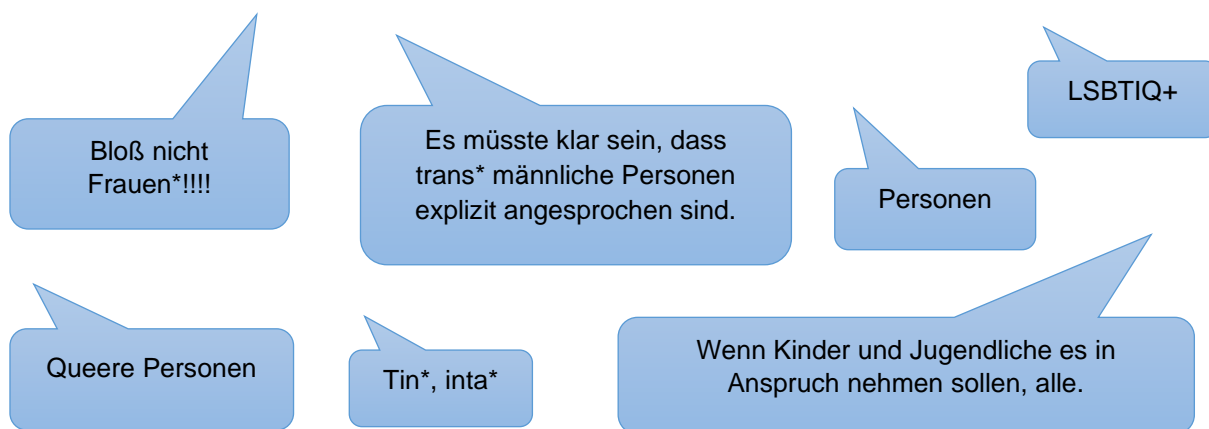 LSBTIQ+
Bloß nicht
Frauen*!!!!
Es müsste klar sein, dass
trans* männliche Personen
explizit angesprochen sind.
Personen
Queere Personen
Tin*, inta*
Wenn Kinder und Jugendliche es in
Anspruch nehmen sollen, alle.